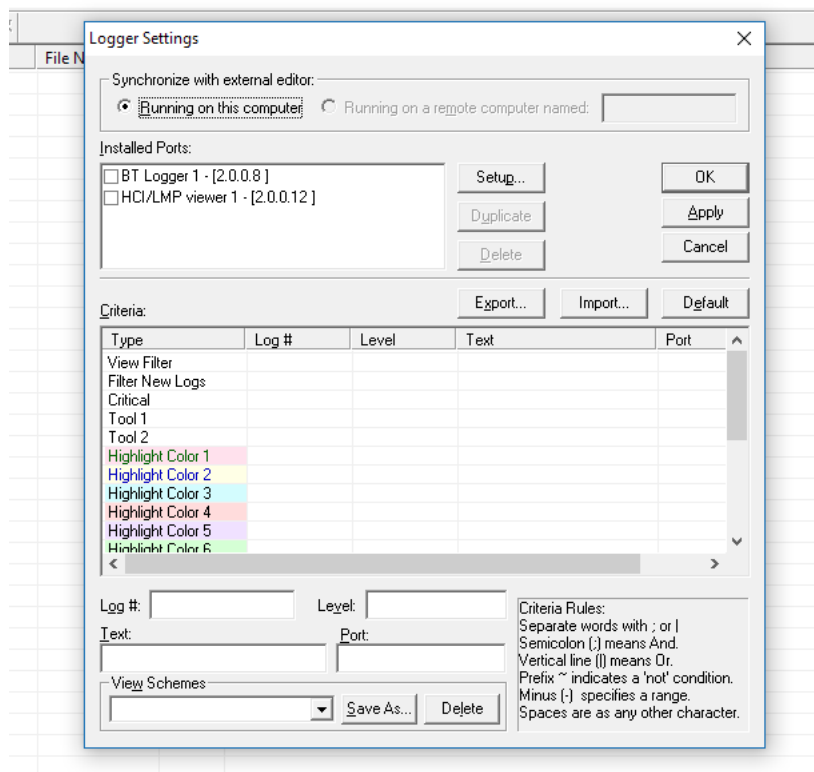 Logger Settings
File N
Synchronize with external editor:
Running on this computer
Running on a remote computer named:
Installed Ports:
BT Logger 1 - [2.0.0.8 ]
HCI/LMP viewer 1 - [2.0.0.12 ]
Setup...
OK
Duplicate
Apply
Delete
Cancel
Criteria:
Export...
Import...
Default
Type Log # Level Text Port
View Filter
Filter New Logs
Critical
Tool 1
Tool 2
Highlight Color 1
Highlight Color 2
Highlight Color 3
Highlight Color 4
Highlight Color 5
Highlight Color 6
Log #:
Level:
Text:
Port:
View Schemes
Save As...
Delete
Criteria Rules:
Separate words with ; or |
Semicolon (;) means And.
Vertical line (|) means Or.
Prefix ~ indicates a 'not' condition.
Minus (-)  specifies a range.
Spaces are as any other character.